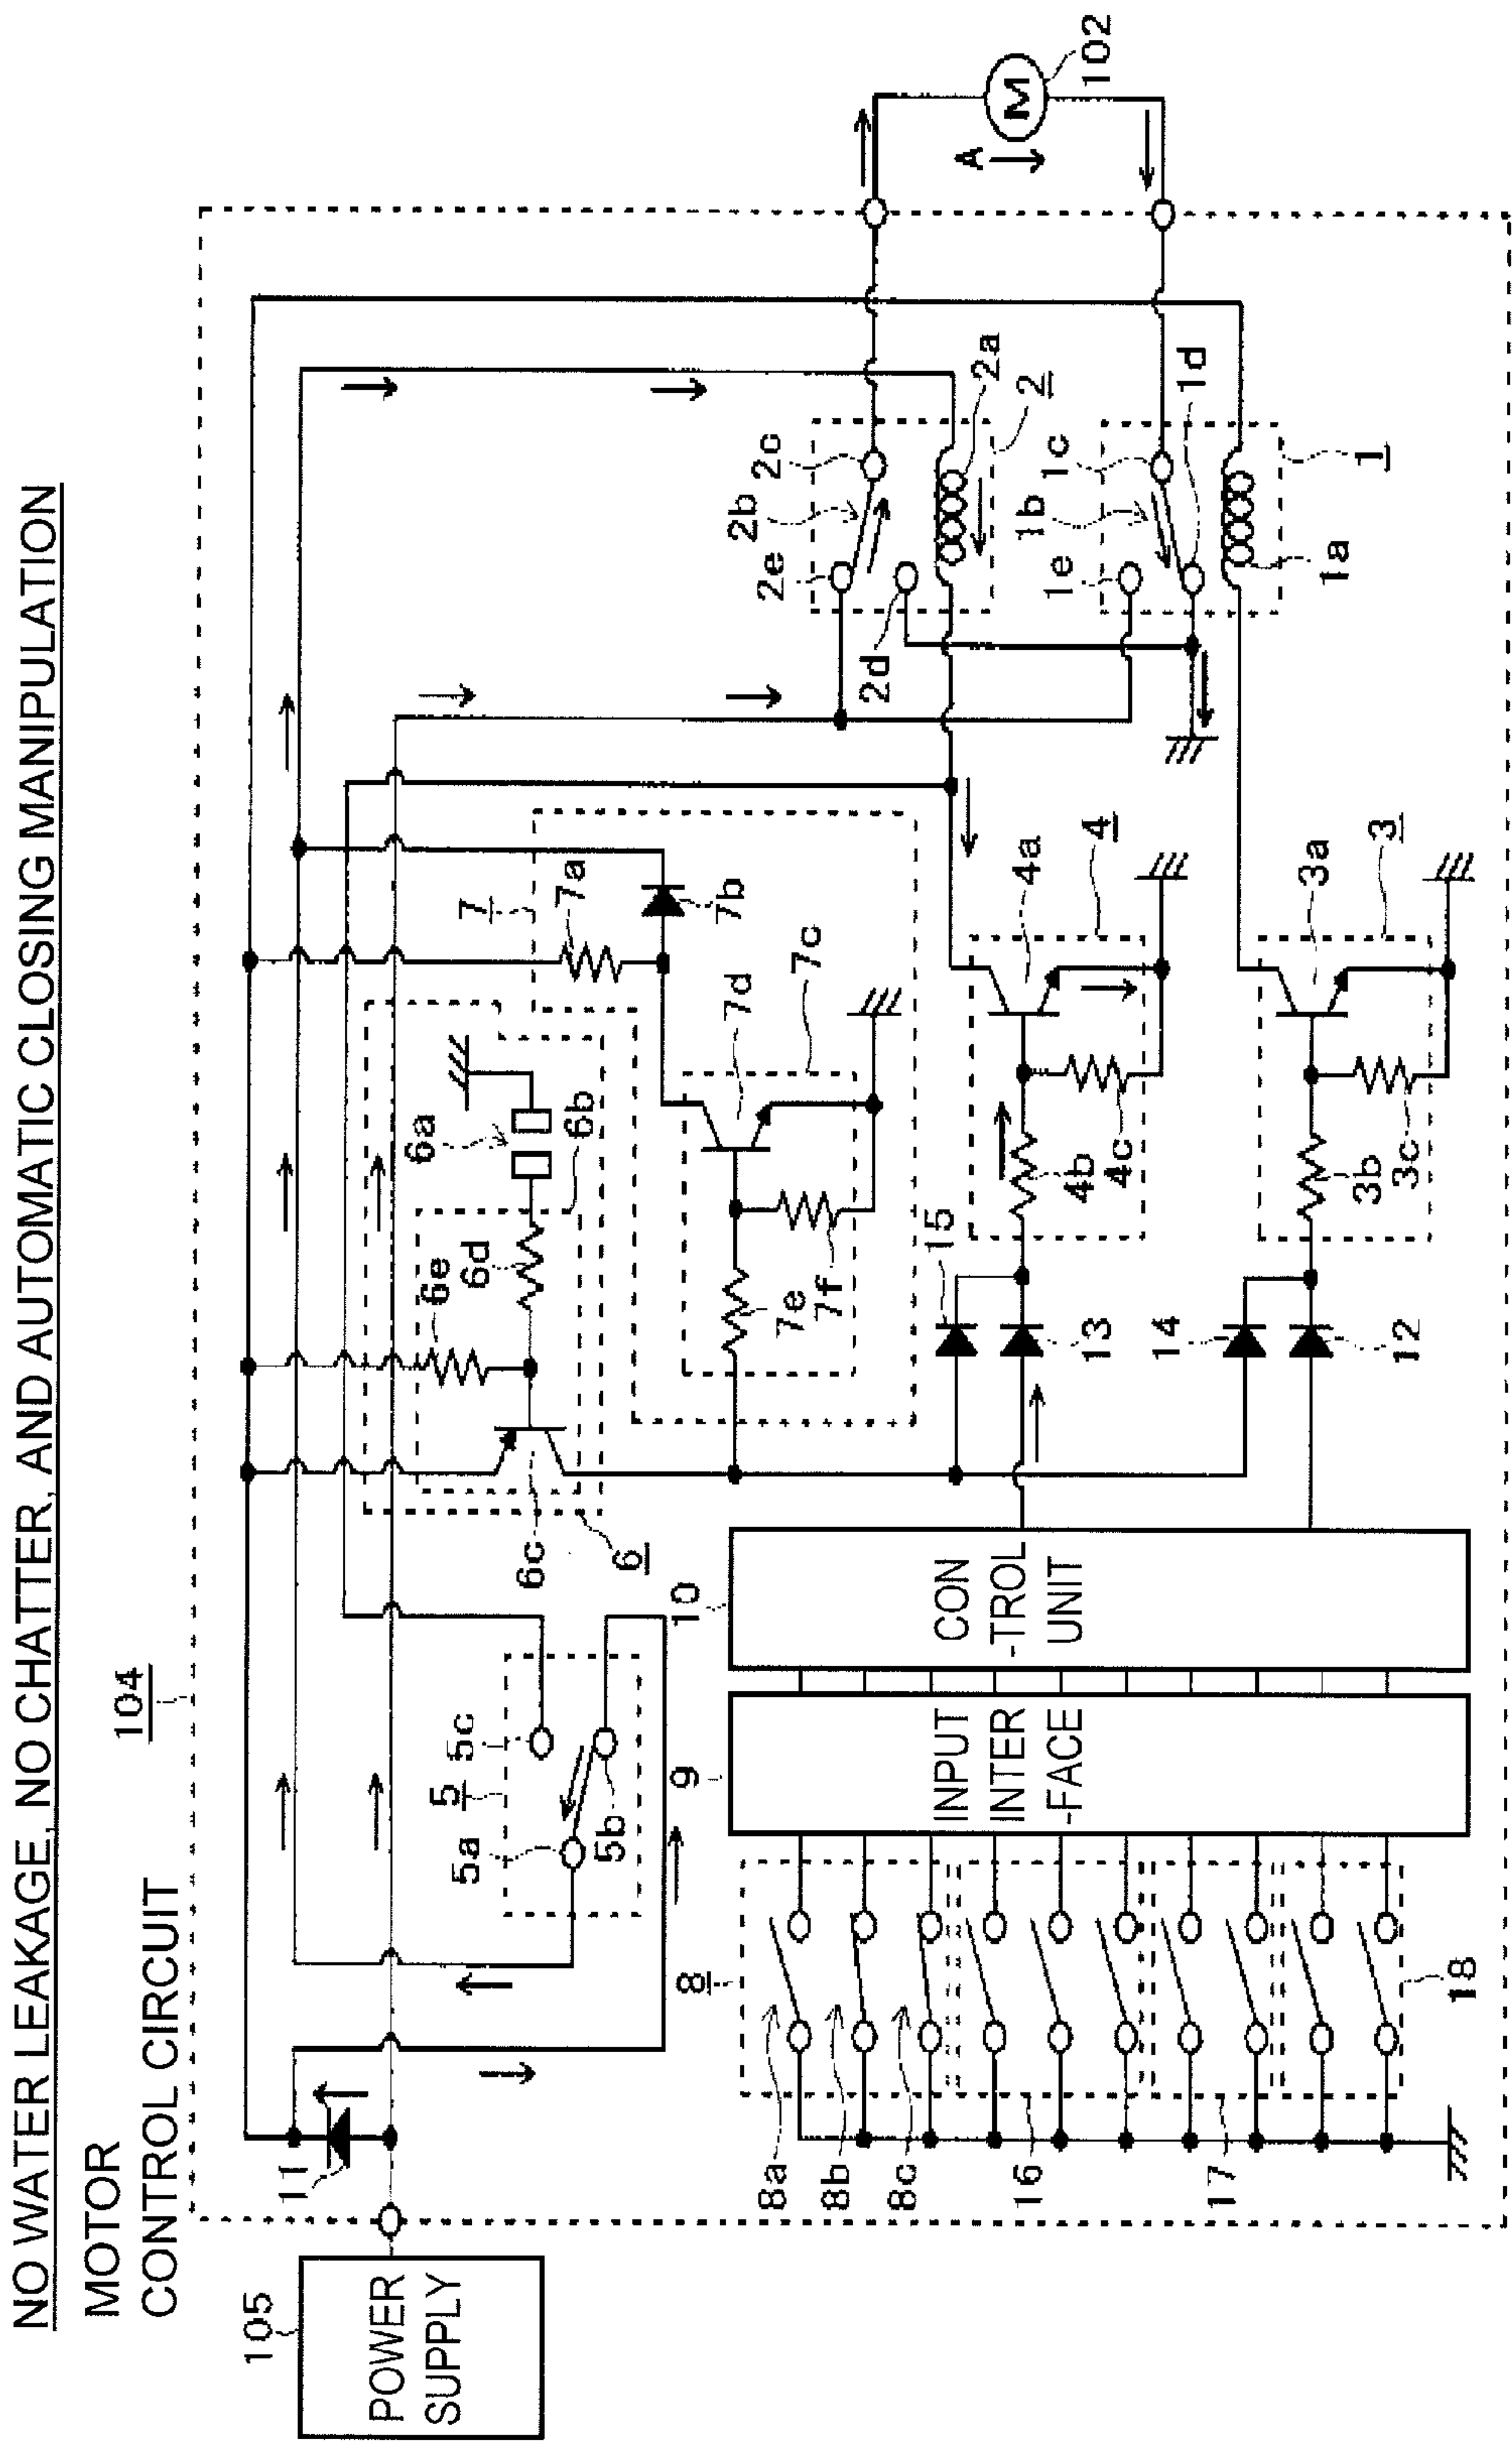 NO WATER LEAKAGE, NO CHATTER, AND AUTOMATIC CLOSING MANIPULATION
MOTOR
CONTROL CIRCUIT
104
105
POWER
SUPPLY
11
5
5a
5b
5c
6
6a
6b
6c
6d
6e
7
7a
7b
7c
7d
7e
7f
8
8a
8b
8c
16
17
18
9
INPUT
INTER
-FACE
10
CON
-TROL
UNIT
15
13
14
12
4
4a
4b
4c
3
3a
3b
3c
2
2a
2b
2c
2d
2e
1
1a
1b
1c
1d
1e
A
M
102